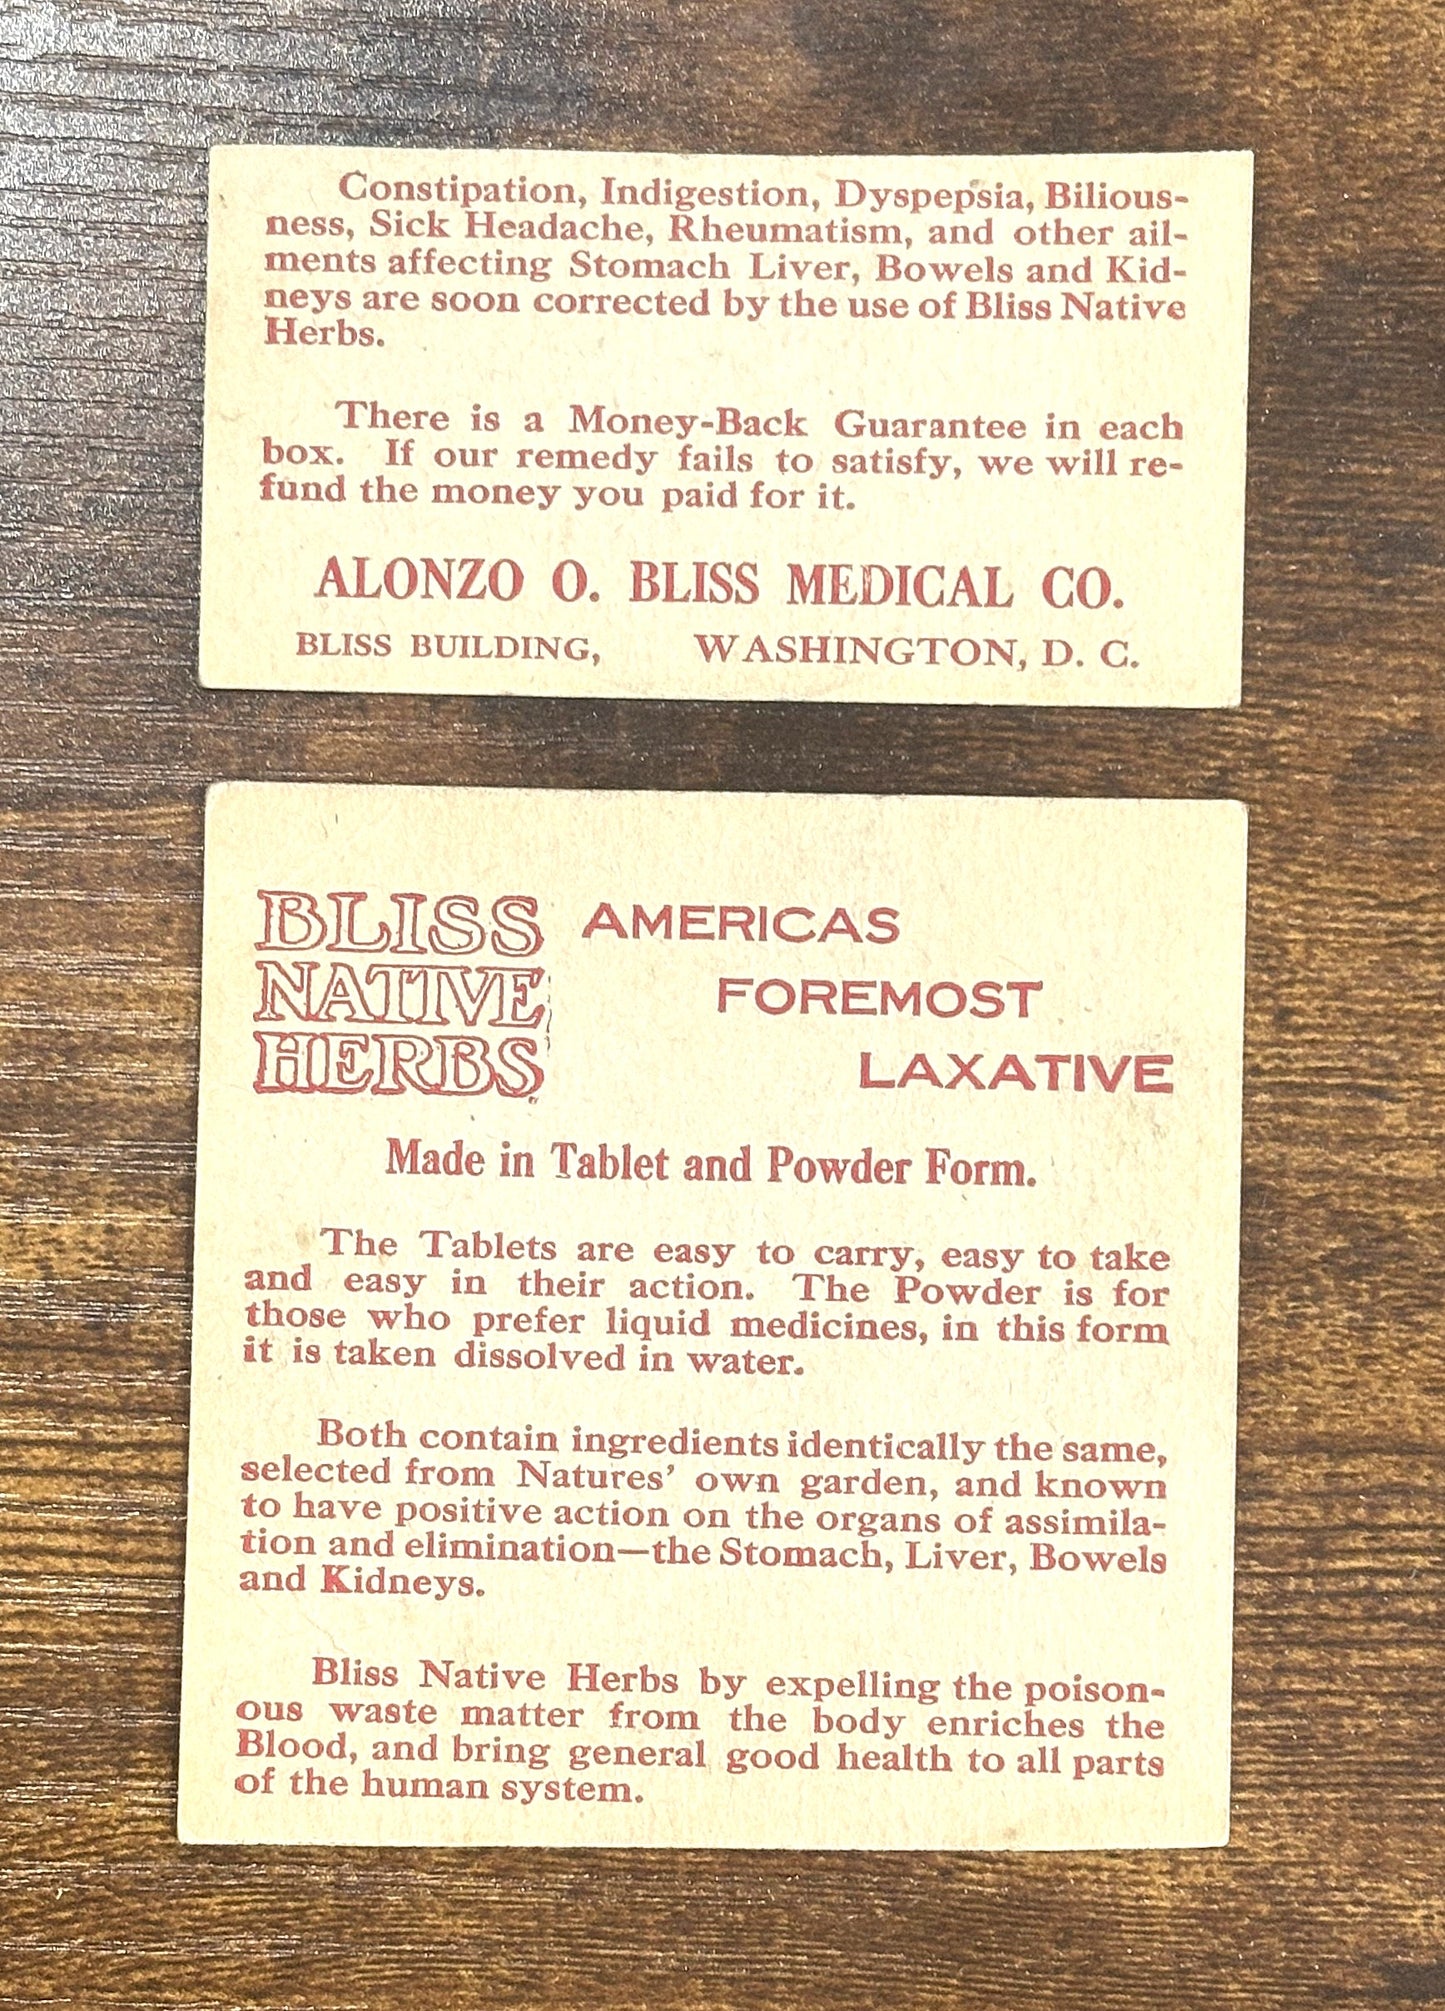 Constipation, Indigestion, Dyspepsia, Bilious-
ness, Sick Headache, Rheumatism, and other ail-
ments affecting Stomach Liver, Bowels and Kid-
neys are soon corrected by the use of Bliss Native
Herbs.
There is a Money-Back Guarantee in each
box. If our remedy fails to satisfy, we will re-
fund the money you paid for it.
ALONZO O. BLISS MEDICAL CO.
BLISS BUILDING, WASHINGTON, D. C.
BLISS
NATIVE
HERBS
AMERICAS
FOREMOST
LAXATIVE
Made in Tablet and Powder Form.
The Tablets are easy to carry, easy to take
and easy in their action. The Powder is for
those who prefer liquid medicines, in this form
it is taken dissolved in water.
Both contain ingredients identically the same,
selected from Natures' own garden, and known
to have positive action on the organs of assimila-
tion and elimination—the Stomach, Liver, Bowels
and Kidneys.
Bliss Native Herbs by expelling the poison-
ous waste matter from the body enriches the
Blood, and bring general good health to all parts
of the human system.